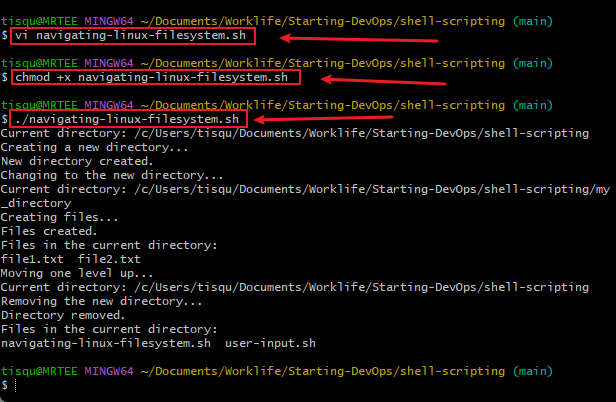 tisqu@MRTEE MINGW64 ~/Documents/Worklife/Starting-DevOps/shell-scripting (main)
$ vi navigating-linux-filesystem.sh
tisqu@MRTEE MINGW64 ~/Documents/Worklife/Starting-DevOps/shell-scripting (main)
$ chmod +x navigating-linux-filesystem.sh
tisqu@MRTEE MINGW64 ~/Documents/Worklife/Starting-DevOps/shell-scripting (main)
$ ./navigating-linux-filesystem.sh
Current directory: /c/Users/tisqu/Documents/Worklife/Starting-DevOps/shell-scripting
Creating a new directory...
New directory created.
Changing to the new directory...
Current directory: /c/Users/tisqu/Documents/Worklife/Starting-DevOps/shell-scripting/my
_directory
Creating files...
Files created.
Files in the current directory:
file1.txt  file2.txt
Moving one level up...
Current directory: /c/Users/tisqu/Documents/Worklife/Starting-DevOps/shell-scripting
Removing the new directory...
Directory removed.
Files in the current directory:
navigating-linux-filesystem.sh  user-input.sh
tisqu@MRTEE MINGW64 ~/Documents/Worklife/Starting-DevOps/shell-scripting (main)
$